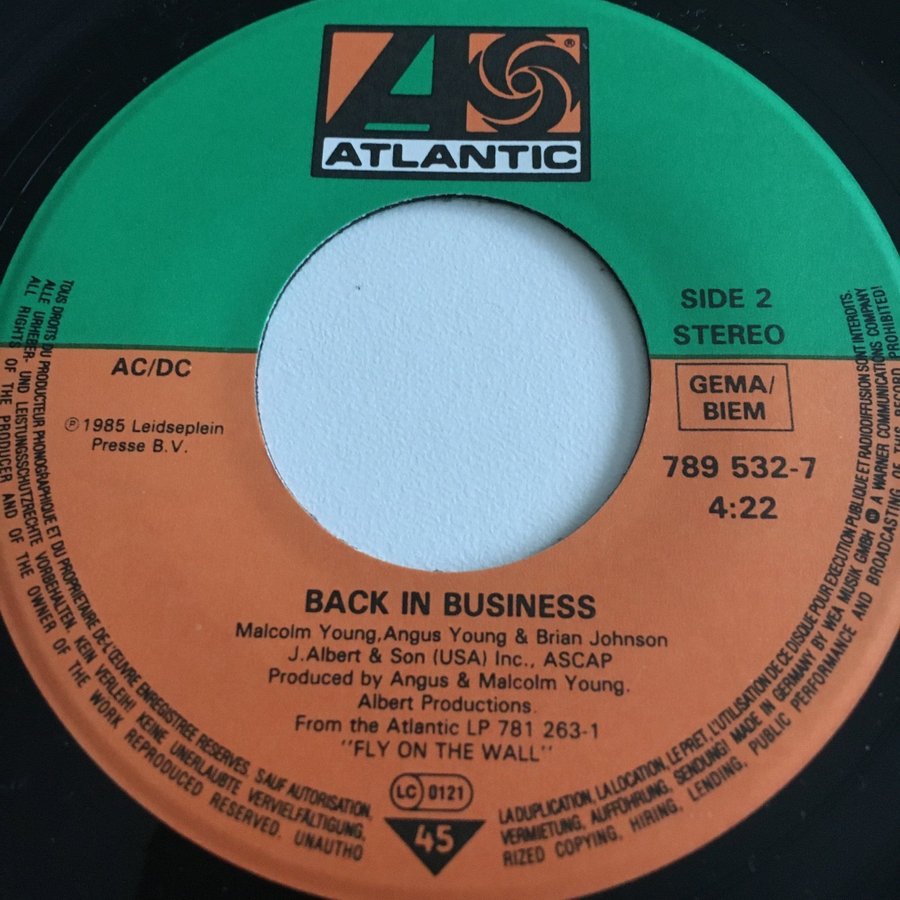 ATLANTIC
®
SIDE 2
STEREO
AC/DC
GEMA/
BIEM
℗ 1985 Leidseplein
Presse B.V.
789 532-7
4:22
BACK IN BUSINESS
Malcolm Young, Angus Young & Brian Johnson
J. Albert & Son (USA) Inc., ASCAP
Produced by Angus & Malcolm Young.
Albert Productions.
From the Atlantic LP 781 263-1
"FLY ON THE WALL"
LC 0121
45
TOUS DROITS DU PRODUCTEUR PHONOGRAPHIQUE ET DU PROPRIETAIRE DE L'ŒUVRE ENREGISTREE RESERVES. SAUF AUTORISATION,
LA DUPLICATION, LA LOCATION, LE PRET, L'UTILISATION DE CE DISQUE POUR EXECUTION PUBLIQUE ET RADIODIFFUSION SONT INTERDITS.
ALLE URHEBER- UND LEISTUNGSSCHUTZRECHTE VORBEHALTEN. KEIN VERLEIH! KEINE UNERLAUBTE VERVIELFÄLTIGUNG,
VERMIETUNG, AUFFÜHRUNG, SENDUNG! MADE IN GERMANY BY WEA MUSIK GMBH A WARNER COMMUNICATIONS COMPANY
ALL RIGHTS OF THE PRODUCER AND OF THE OWNER OF THE WORK REPRODUCED RESERVED. UNAUTHO
RIZED COPYING, HIRING, LENDING, PUBLIC PERFORMANCE AND BROADCASTING OF THIS RECORD PROHIBITED!